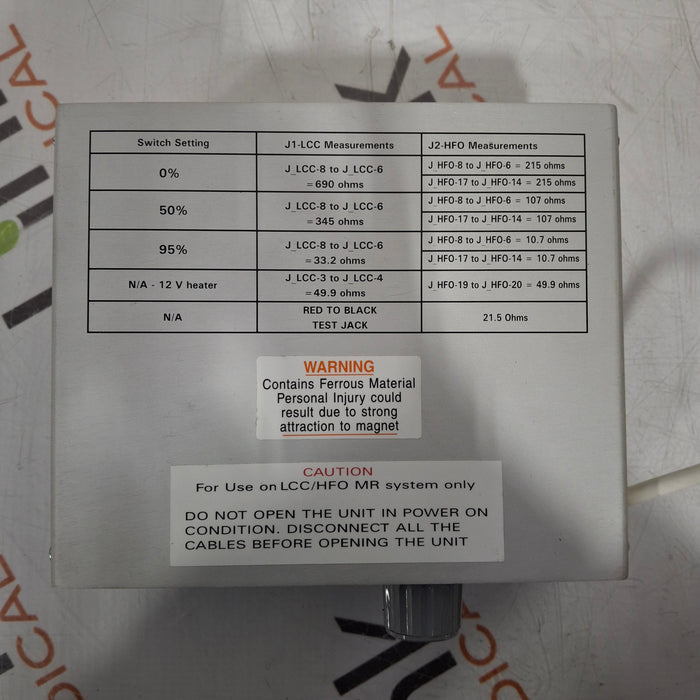 Switch Setting
J1-LCC Measurements
J2-HFO Measurements
0%
J_LCC-8 to J_LCC-6
= 690 ohms
J_HFO-8 to J_HFO-6 = 215 ohms
J_HFO-17 to J_HFO-14 = 215 ohms
50%
J_LCC-8 to J_LCC-6
= 345 ohms
J_HFO-8 to J_HFO-6 = 107 ohms
J_HFO-17 to J_HFO-14 = 107 ohms
95%
J_LCC-8 to J_LCC-6
= 33.2 ohms
J_HFO-8 to J_HFO-6 = 10.7 ohms
J_HFO-17 to J_HFO-14 = 10.7 ohms
N/A - 12 V heater
J_LCC-3 to J_LCC-4
= 49.9 ohms
J_HFO-19 to J_HFO-20 = 49.9 ohms
N/A
RED TO BLACK
TEST JACK
21.5 Ohms
WARNING
Contains Ferrous Material
Personal Injury could
result due to strong
attraction to magnet
CAUTION
For Use on LCC/HFO MR system only
DO NOT OPEN THE UNIT IN POWER ON
CONDITION. DISCONNECT ALL THE
CABLES BEFORE OPENING THE UNIT